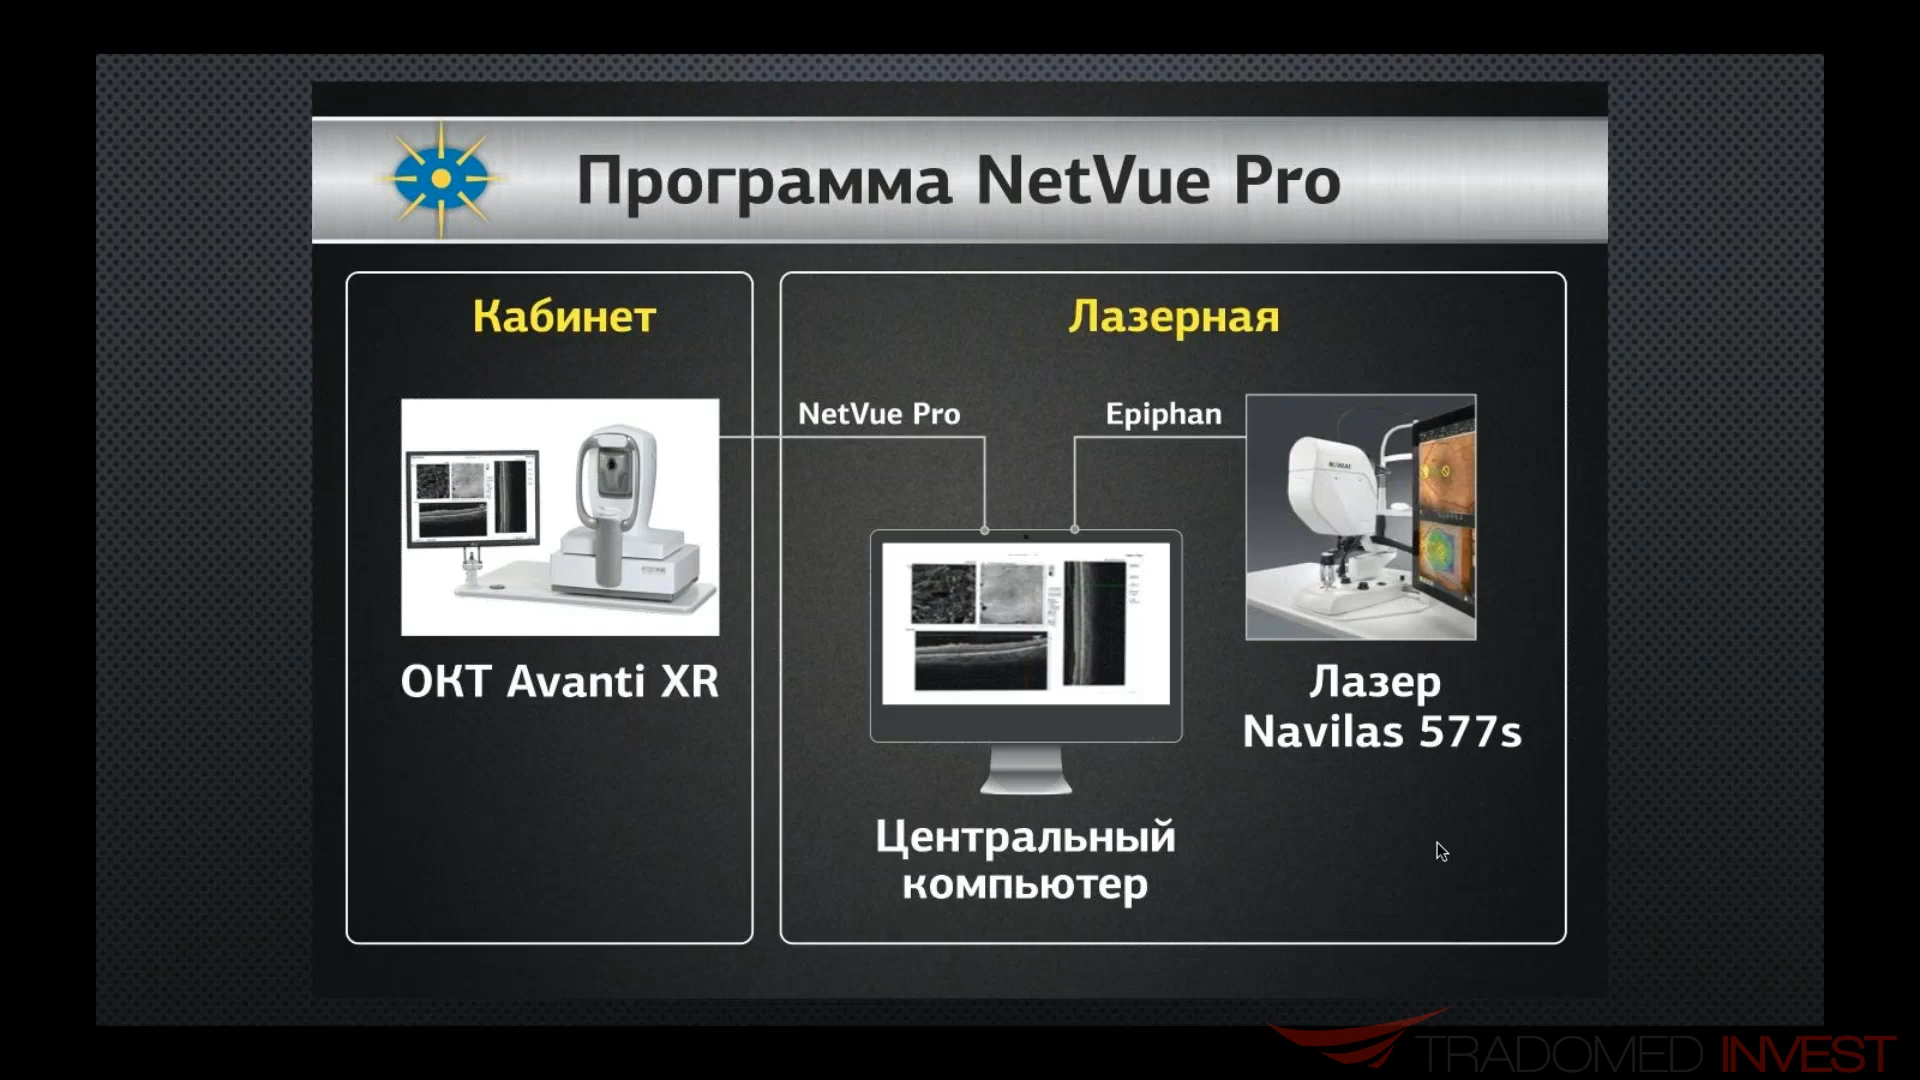 Программа NetVue Pro
Кабинет
ОКТ Avanti XR
Лазерная
NetVue Pro
Epiphan
Центральный
компьютер
Лазер
Navilas 577s
TRADOMED INVEST